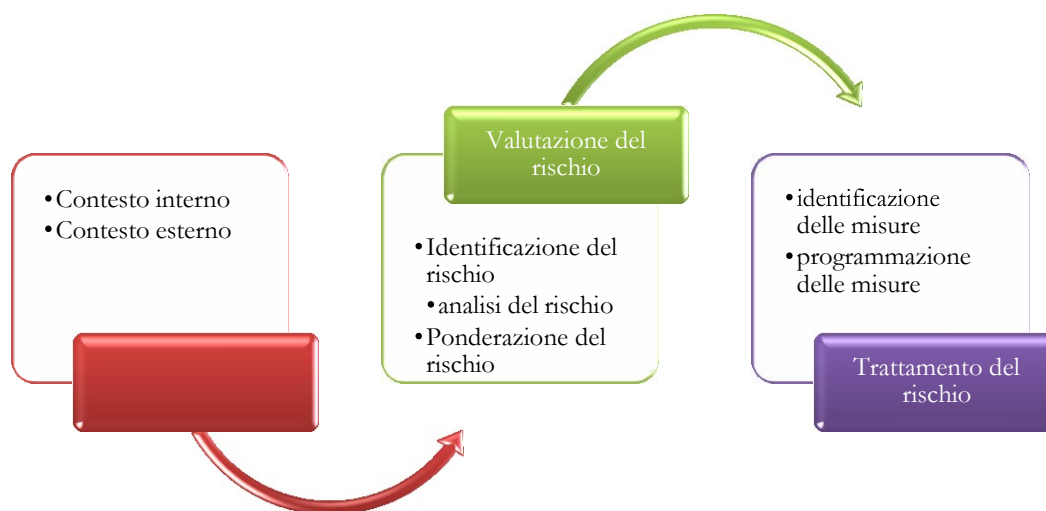 •Contesto interno
•Contesto esterno
Valutazione del
rischio
•Identificazione del
rischio
•analisi del rischio
•Ponderazione del
rischio
•identificazione
delle misure
•programmazione
delle misure
Trattamento del
rischio